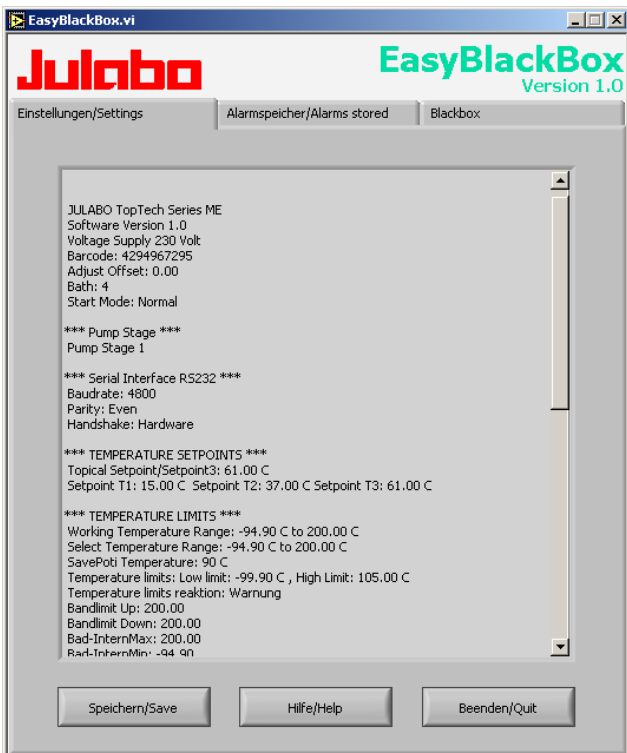 EasyBlackBox.vi
Julabo
EasyBlackBox
Version 1.0
Einstellungen/Settings
Alarmspeicher/Alarms stored
Blackbox
JULABO TopTech Series ME
Software Version 1.0
Voltage Supply 230 Volt
Barcode: 4294967295
Adjust Offset: 0.00
Bath: 4
Start Mode: Normal
*** Pump Stage ***
Pump Stage 1
*** Serial Interface RS232 ***
Baudrate: 4800
Parity: Even
Handshake: Hardware
*** TEMPERATURE SETPOINTS ***
Topical Setpoint/Setpoint3: 61.00 C
Setpoint T1: 15.00 C  Setpoint T2: 37.00 C Setpoint T3: 61.00 C
*** TEMPERATURE LIMITS ***
Working Temperature Range: -94.90 C to 200.00 C
Select Temperature Range: -94.90 C to 200.00 C
SavePoti Temperature: 90 C
Temperature limits: Low limit: -99.90 C , High Limit: 105.00 C
Temperature limits reaktion: Warnung
Bandlimit Up: 200.00
Bandlimit Down: 200.00
Bad-InternMax: 200.00
Bad-InternMin: -94.90
Speichern/Save
Hilfe/Help
Beenden/Quit